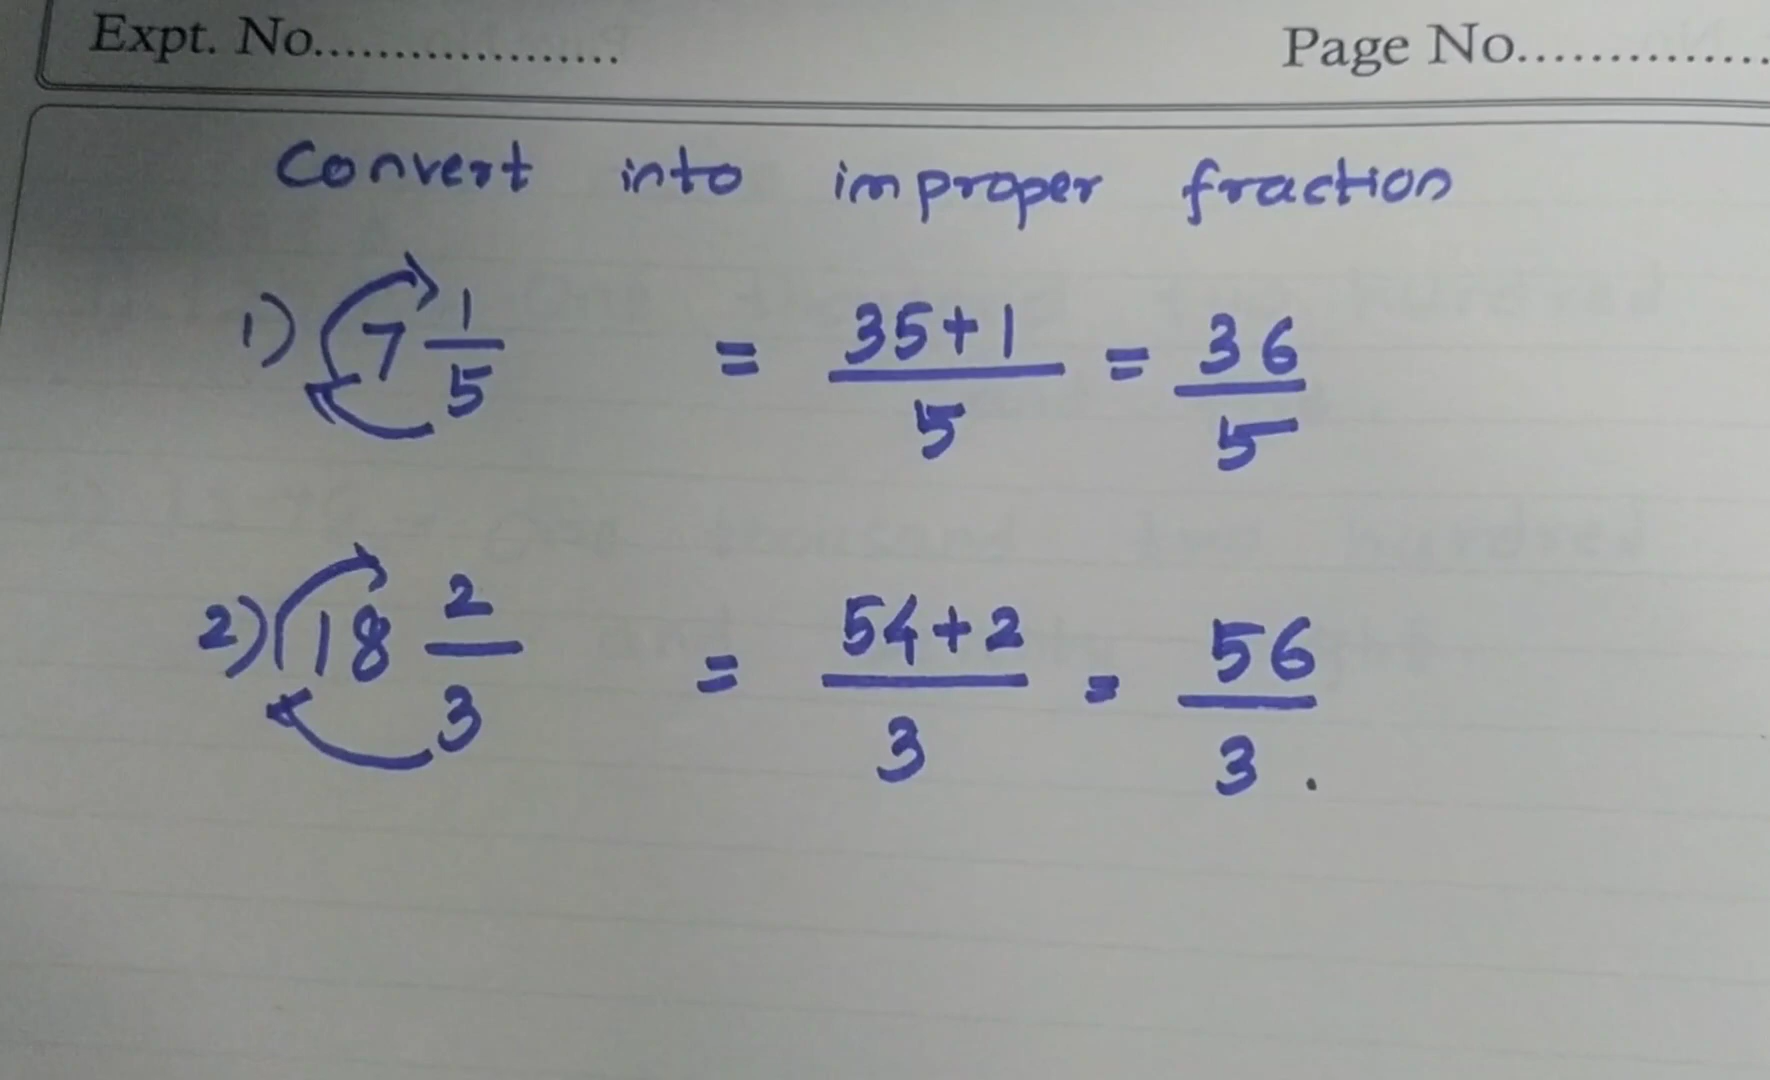 Expt. No...................
Page No..............
Convert into improper fraction
1) 7 1/5 = 35+1/5 = 36/5
2) 18 2/3 = 54+2/3 = 56/3.